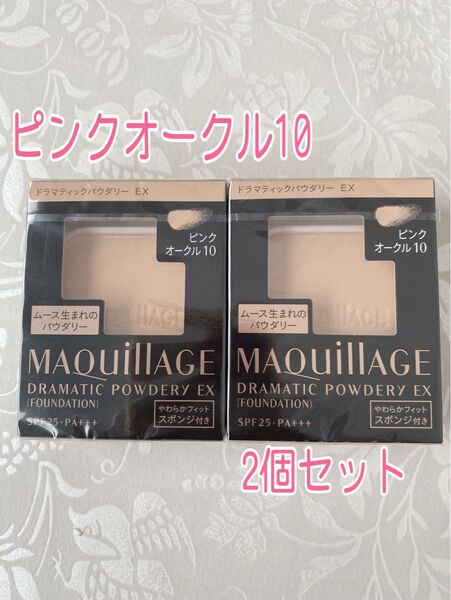 ピンクオークル10
ドラマティックパウダリー EX
ピンク
オークル10
ムース生まれの
パウダリー
MAQuillAGE
DRAMATIC POWDERY EX
(FOUNDATION)
SPF25・PA+++
やわらかフィット
スポンジ付き
ドラマティックパウダリー EX
ピンク
オークル10
ムース生まれの
パウダリー
MAQuillAGE
DRAMATIC POWDERY EX
(FOUNDATION)
SPF25・PA+++
やわらかフィット
スポンジ付き
2個セット